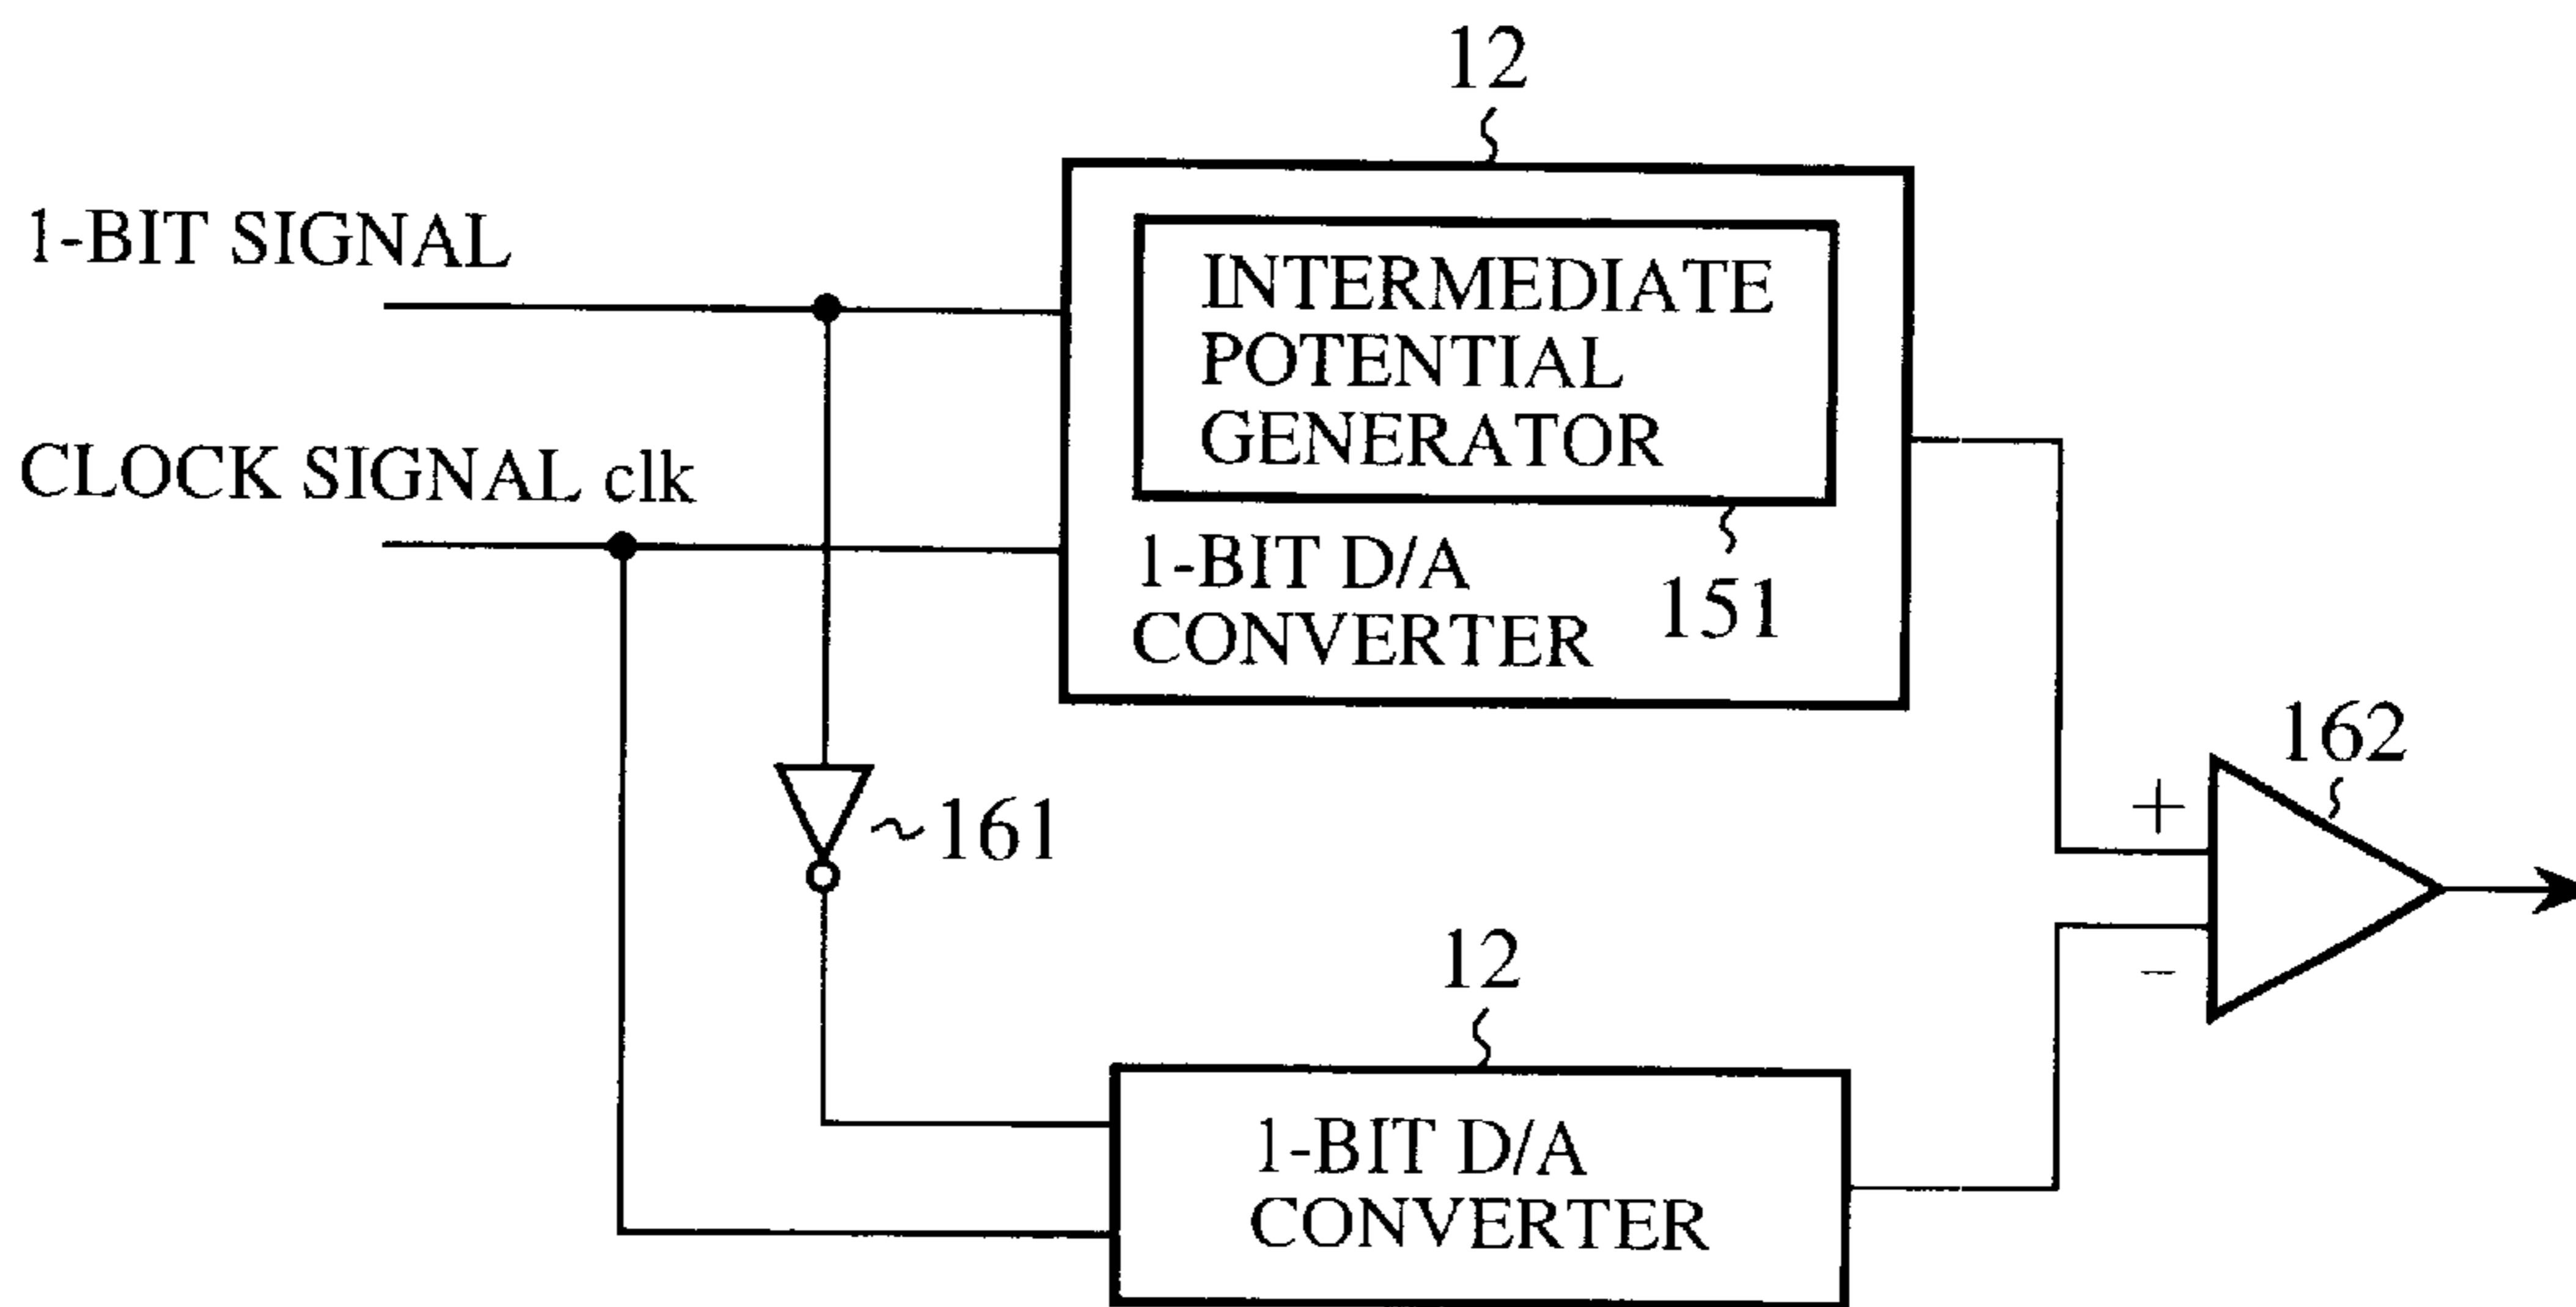 12
1-BIT SIGNAL
INTERMEDIATE
POTENTIAL
GENERATOR
CLOCK SIGNAL clk
1-BIT D/A
CONVERTER
151
162
+
161
12
−
1-BIT D/A
CONVERTER